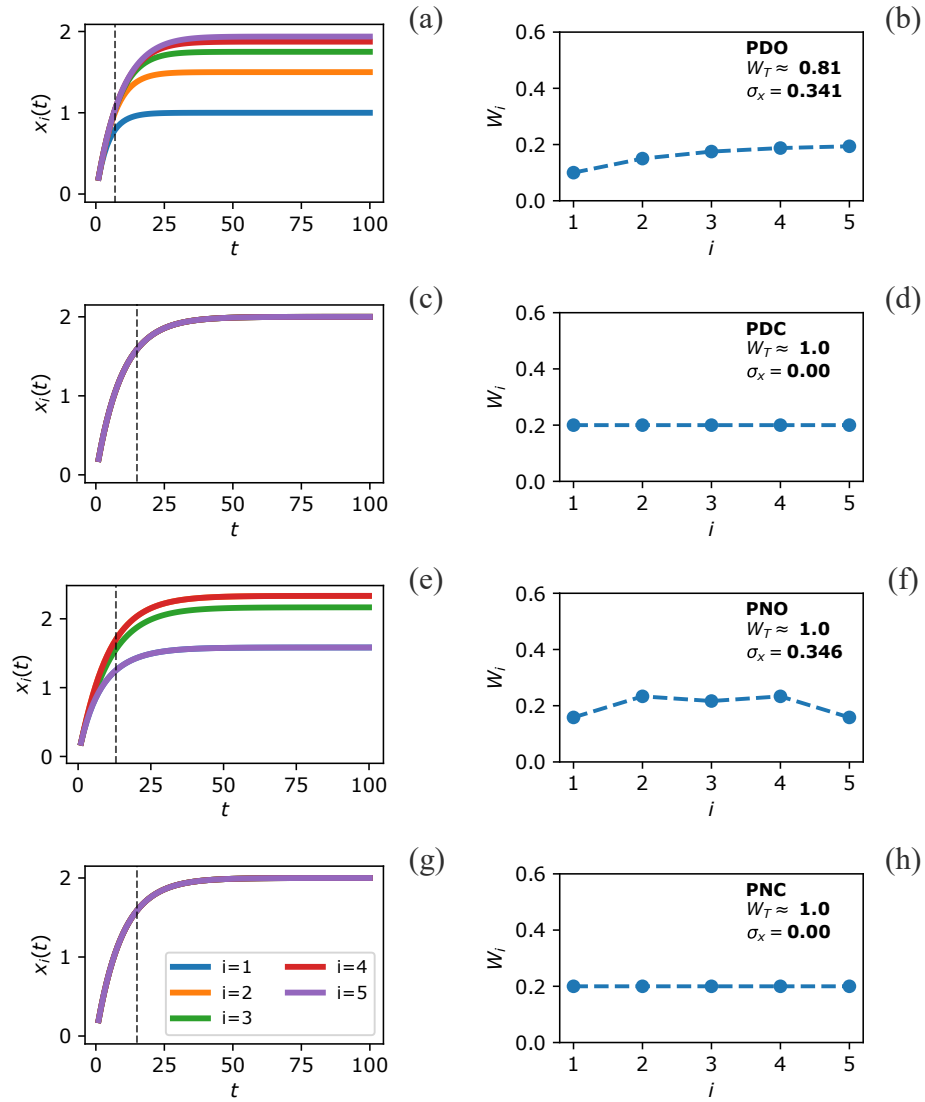 (a)
2
1
0
x_i(t)
0 25 50 75 100
t
(b)
0.6
0.4
0.2
0.0
W_i
PDO
W_T ≈ 0.81
σ_x = 0.341
1 2 3 4 5
i
(c)
2
1
0
x_i(t)
0 25 50 75 100
t
(d)
0.6
0.4
0.2
0.0
W_i
PDC
W_T ≈ 1.0
σ_x = 0.00
1 2 3 4 5
i
(e)
2
1
0
x_i(t)
0 25 50 75 100
t
(f)
0.6
0.4
0.2
0.0
W_i
PNO
W_T ≈ 1.0
σ_x = 0.346
1 2 3 4 5
i
(g)
2
1
0
x_i(t)
i=1 i=4
i=2 i=5
i=3
0 25 50 75 100
t
(h)
0.6
0.4
0.2
0.0
W_i
PNC
W_T ≈ 1.0
σ_x = 0.00
1 2 3 4 5
i